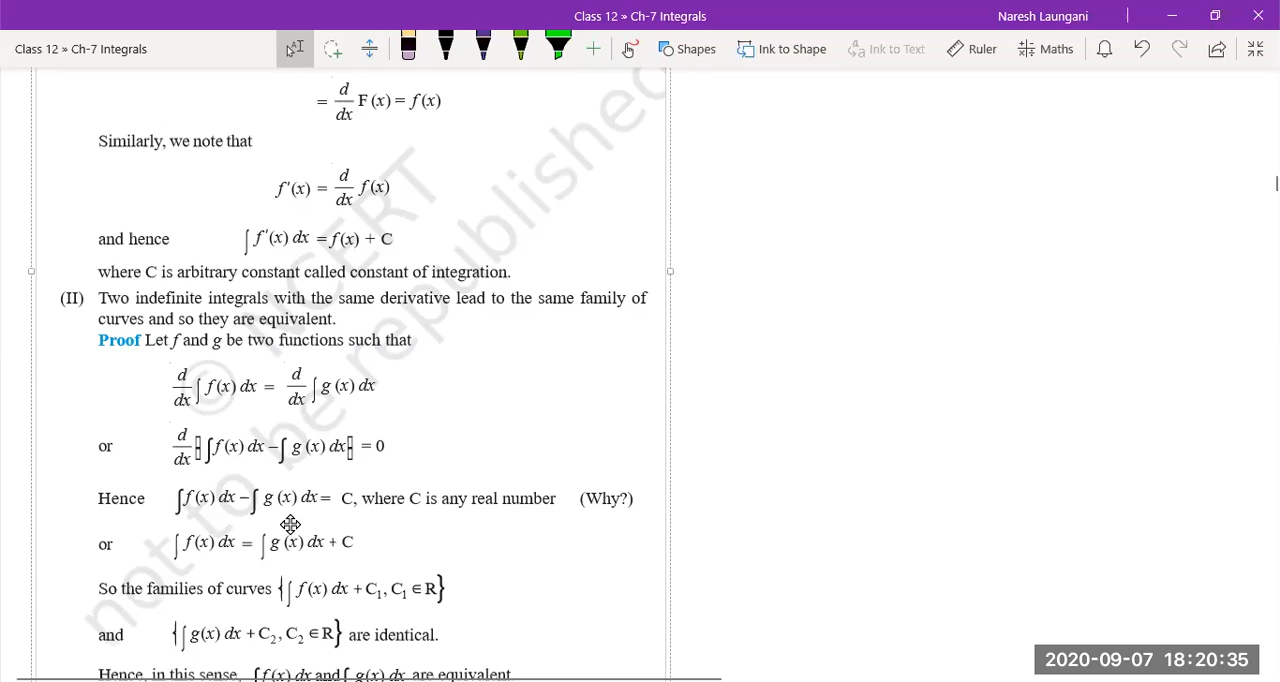 Class 12 » Ch-7 Integrals
Naresh Laungani
Class 12 » Ch-7 Integrals
Shapes
Ink to Shape
Ink to Text
Ruler
Maths
= d/dx F (x) = f(x)
Similarly, we note that
f'(x) = d/dx f(x)
and hence ∫ f'(x) dx = f(x) + C
where C is arbitrary constant called constant of integration.
(II) Two indefinite integrals with the same derivative lead to the same family of
curves and so they are equivalent.
Proof Let f and g be two functions such that
d/dx ∫ f(x) dx = d/dx ∫ g (x) dx
or d/dx [∫ f(x) dx – ∫ g (x) dx] = 0
Hence ∫ f(x) dx – ∫ g (x) dx = C, where C is any real number (Why?)
or ∫ f(x) dx = ∫ g (x) dx + C
So the families of curves {∫ f(x) dx + C₁, C₁ ∈ R}
and {∫ g(x) dx + C₂, C₂ ∈ R} are identical.
Hence, in this sense, ∫ f(x) dx and ∫ g(x) dx are equivalent.
© NCERT
not to be republished
2020-09-07 18:20:35